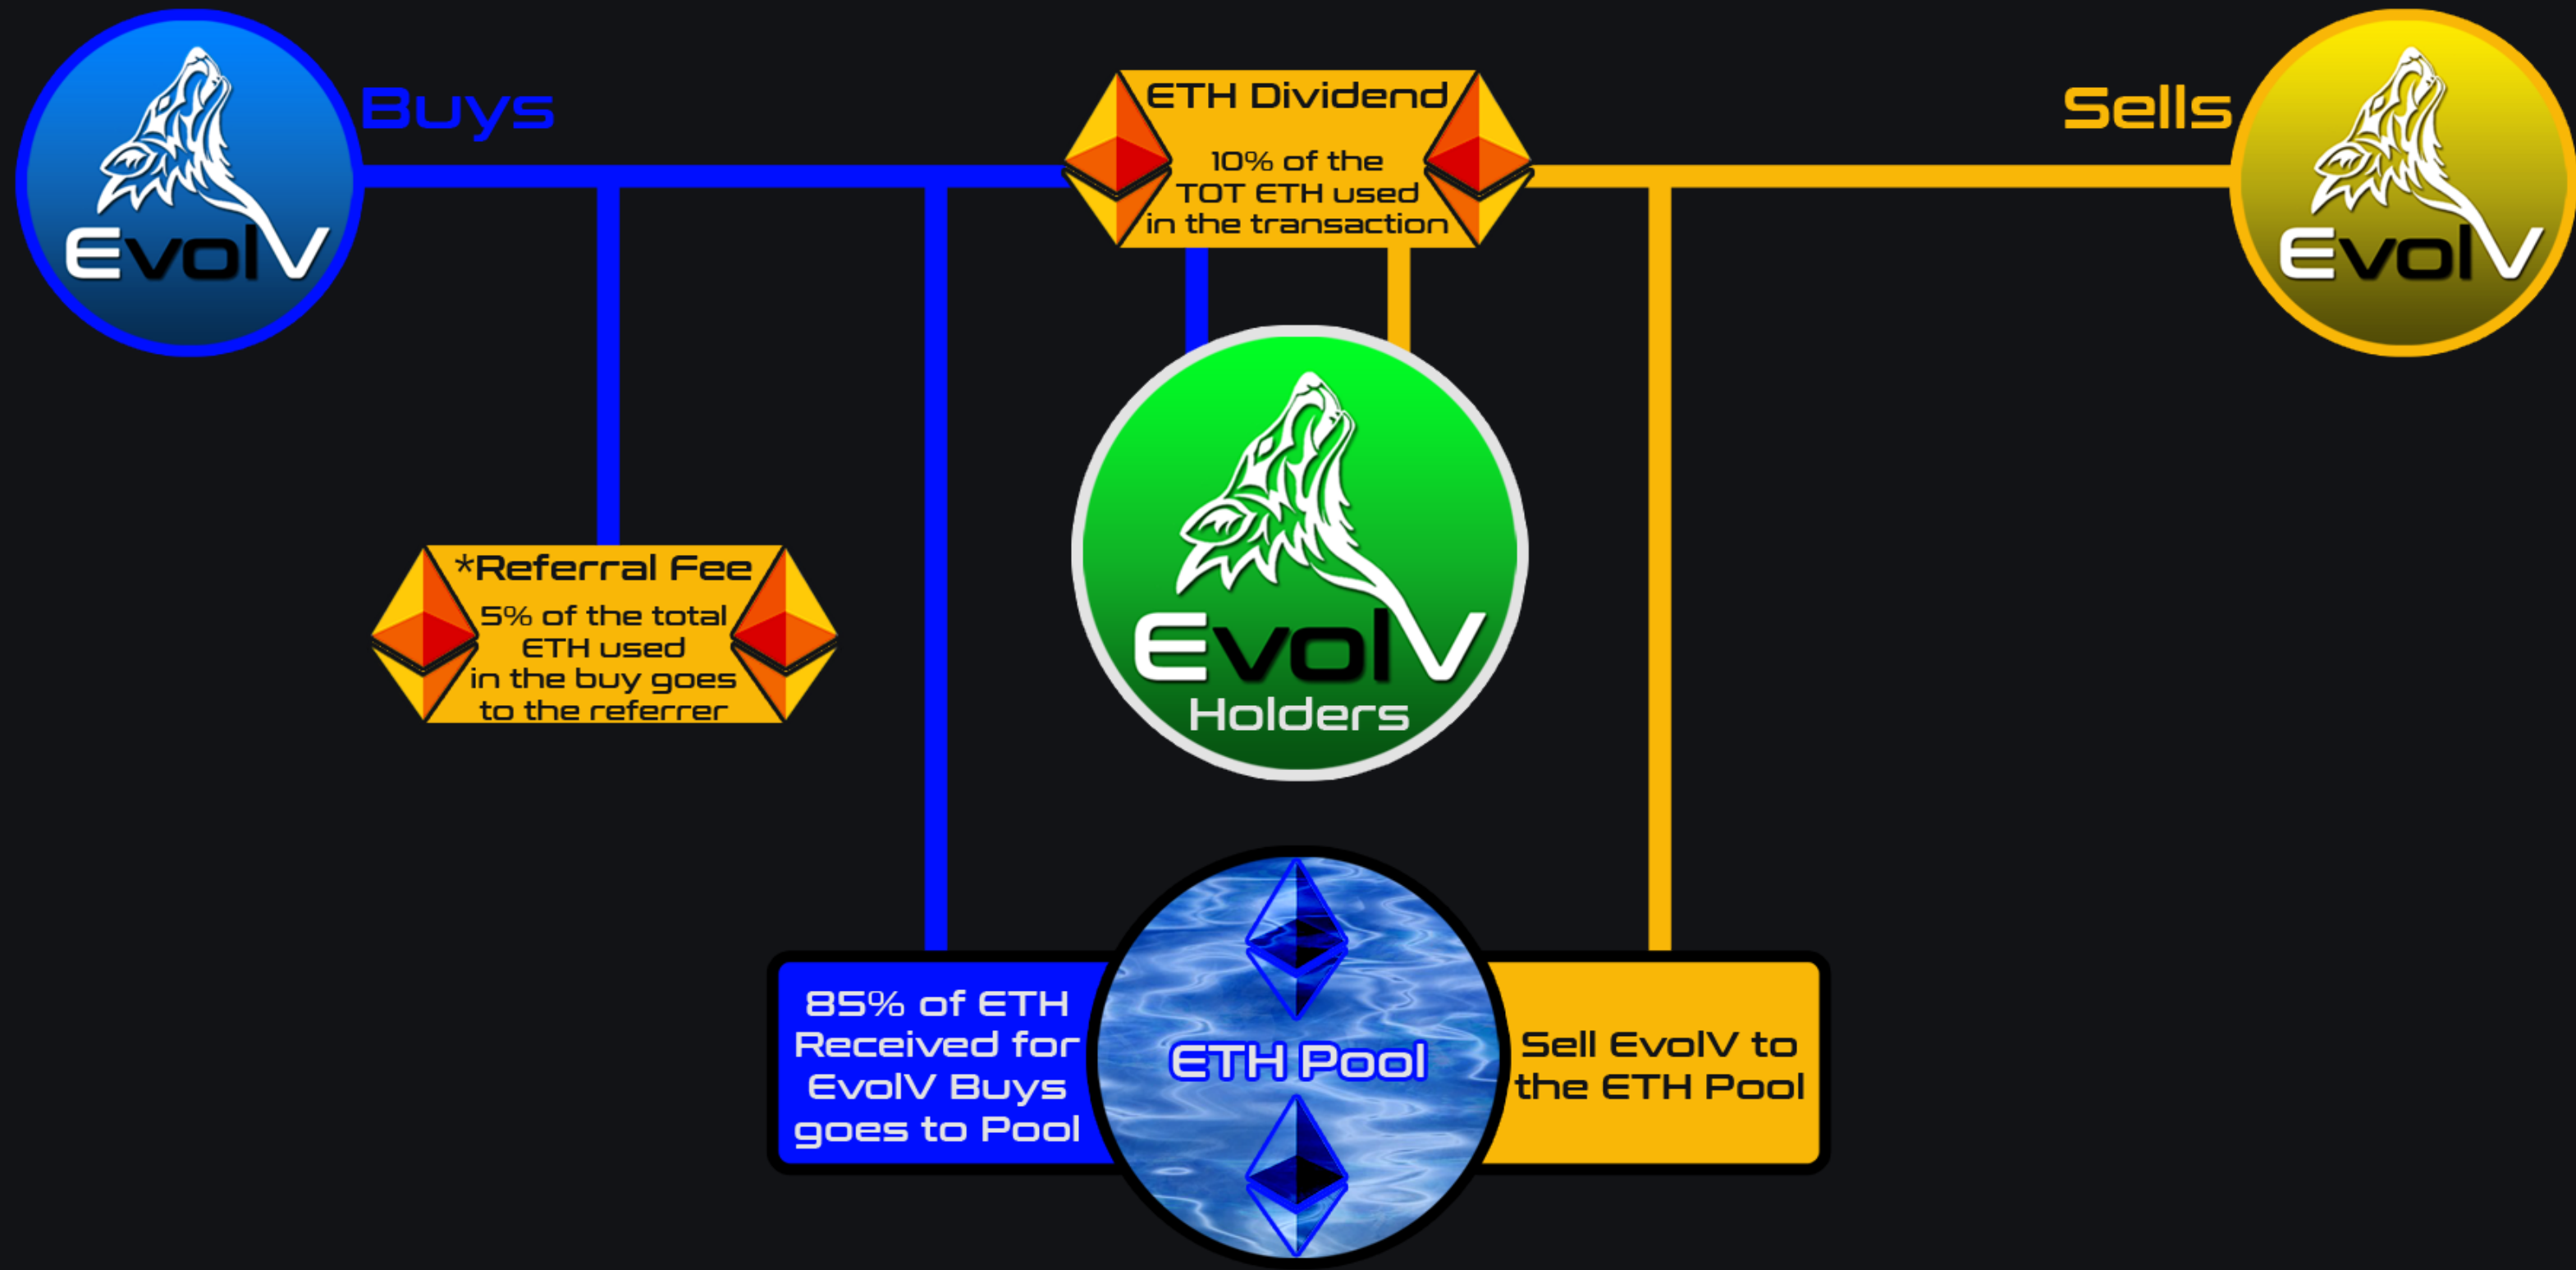 EvolV
Buys
ETH Dividend
10% of the
TOT ETH used
in the transaction
Sells
EvolV
*Referral Fee
5% of the total
ETH used
in the buy goes
to the referrer
EvolV
Holders
85% of ETH
Received for
EvolV Buys
goes to Pool
ETH Pool
Sell EvolV to
the ETH Pool